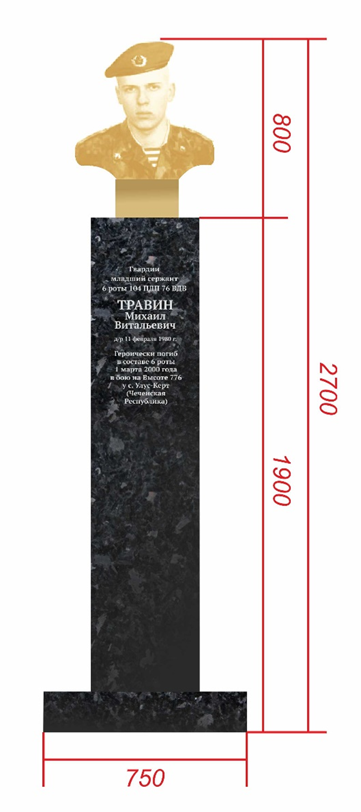 800
Гвардии
младший сержант
6 роты 104 ПДП 76 ВДВ
ТРАВИН
Михаил
Витальевич
д/р 11 февраля 1980 г.
Героически погиб
в составе 6 роты
1 марта 2000 года
в бою на Высоте 776
у с. Улус-Керт
(Чеченская
Республика)
2700
1900
750